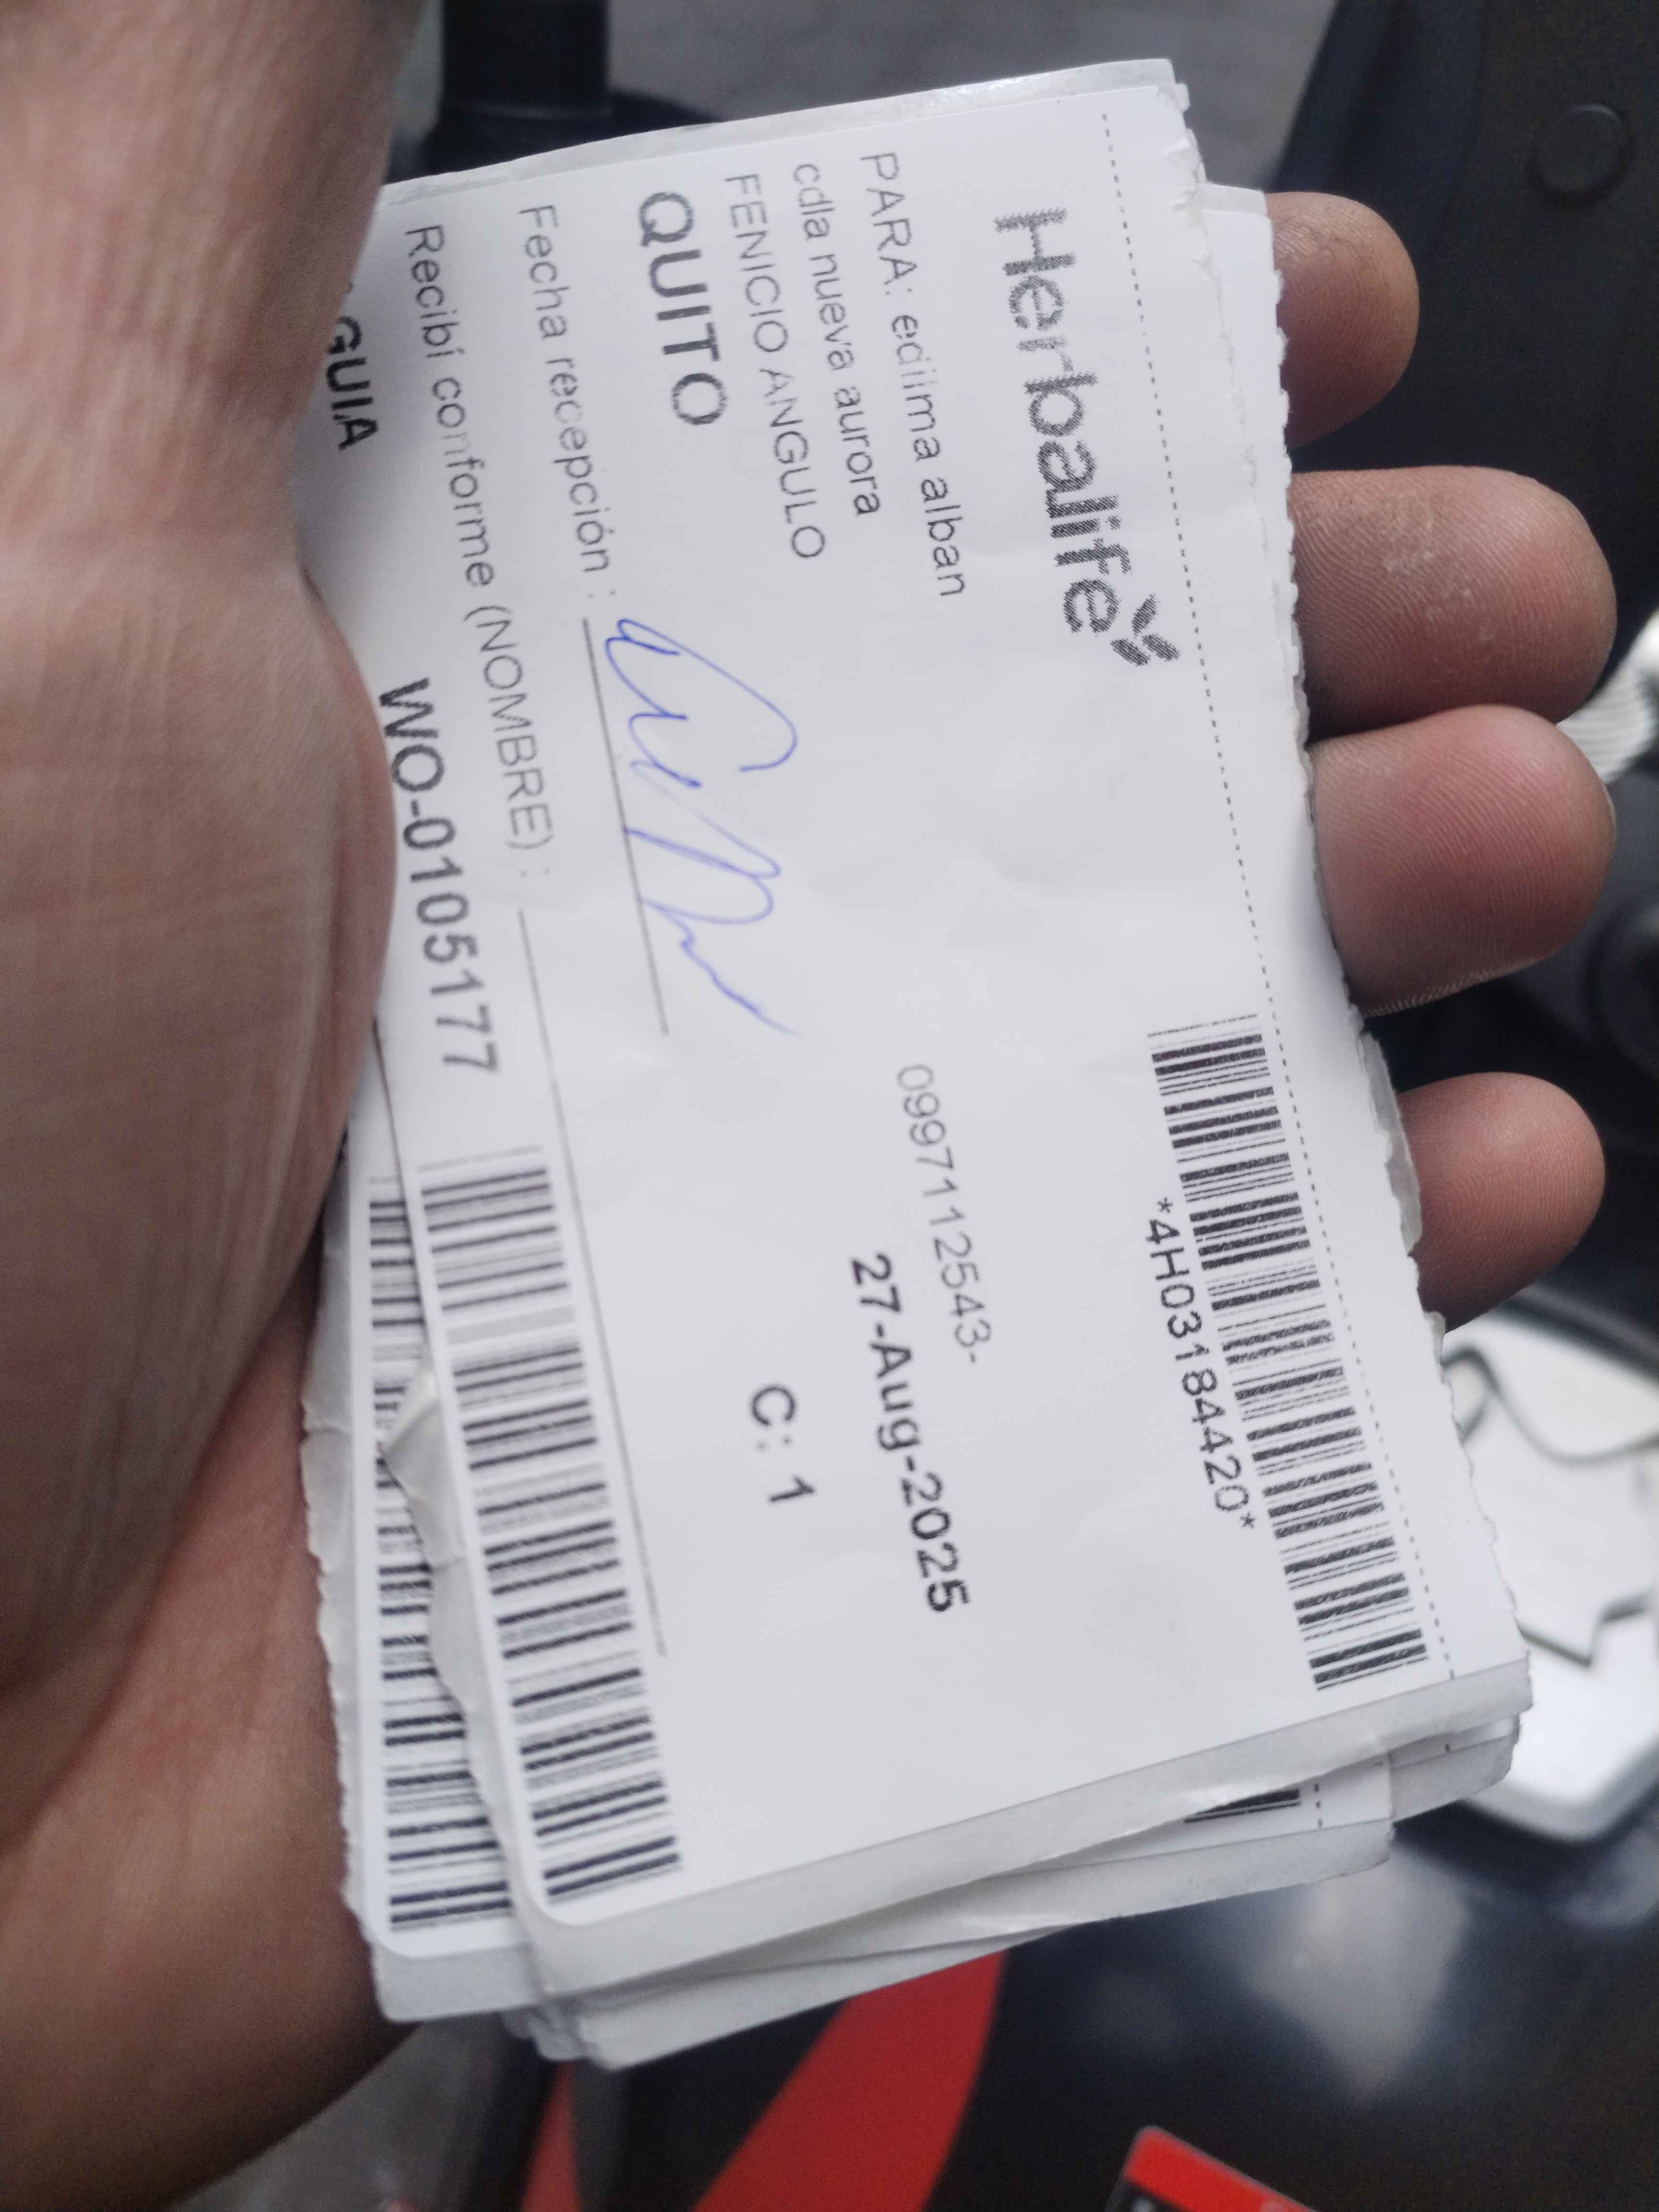 Herbalife
*4H03184420*
PARA: edilma alban
0997112543-
cdla nueva aurora
27-Aug-2025
FENICIO ANGULO
QUITO
C: 1
Fecha recepción :
Recibí conforme (NOMBRE) :
GUIA
WO-0105177